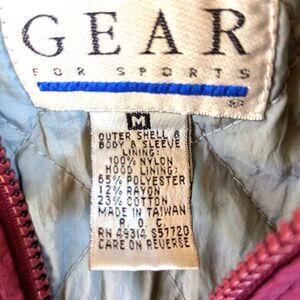 GEAR
FOR SPORTS
M
OUTER SHELL &
BODY & SLEEVE
LINING:
100% NYLON
HOOD LINING:
65% POLYESTER
12% RAYON
23% COTTON
MADE IN TAIWAN
R. O. C.
RN 49314 S57720
CARE ON REVERSE